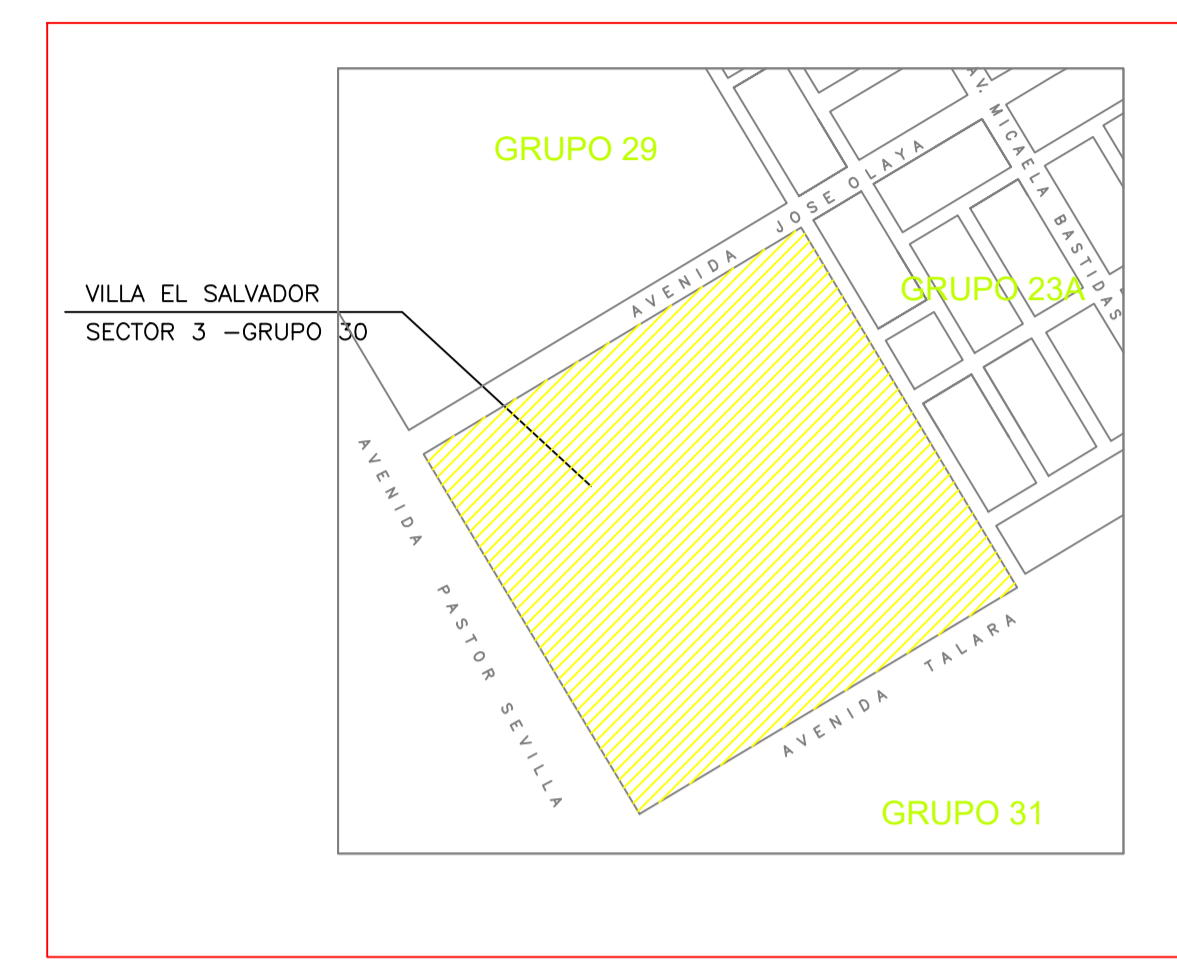 GRUPO 29
AV. MICAELA BASTIDAS
AVENIDA JOSE OLAYA
GRUPO 23A
VILLA EL SALVADOR
SECTOR 3 -GRUPO 30
AVENIDA PASTOR SEVILLA
AVENIDA TALARA
GRUPO 31